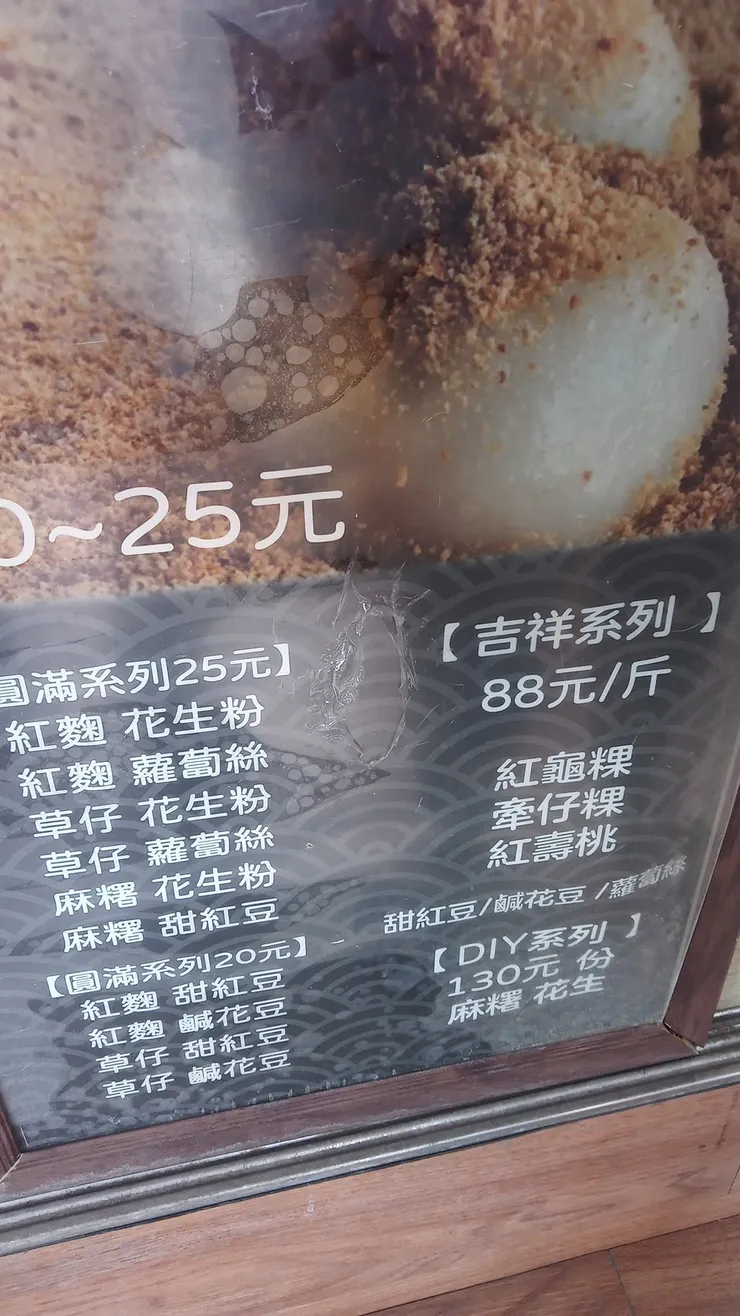 0~25元
圓滿系列25元】
紅麴 花生粉
紅麴 蘿蔔絲
草仔 花生粉
草仔 蘿蔔絲
麻糬 花生粉
麻糬 甜紅豆
【圓滿系列20元】
紅麴 甜紅豆
紅麴 鹹花豆
草仔 甜紅豆
草仔 鹹花豆
【吉祥系列】
88元/斤
紅龜粿
牽仔粿
紅壽桃
甜紅豆/鹹花豆/蘿蔔絲
【DIY系列】
130元 份
麻糬 花生